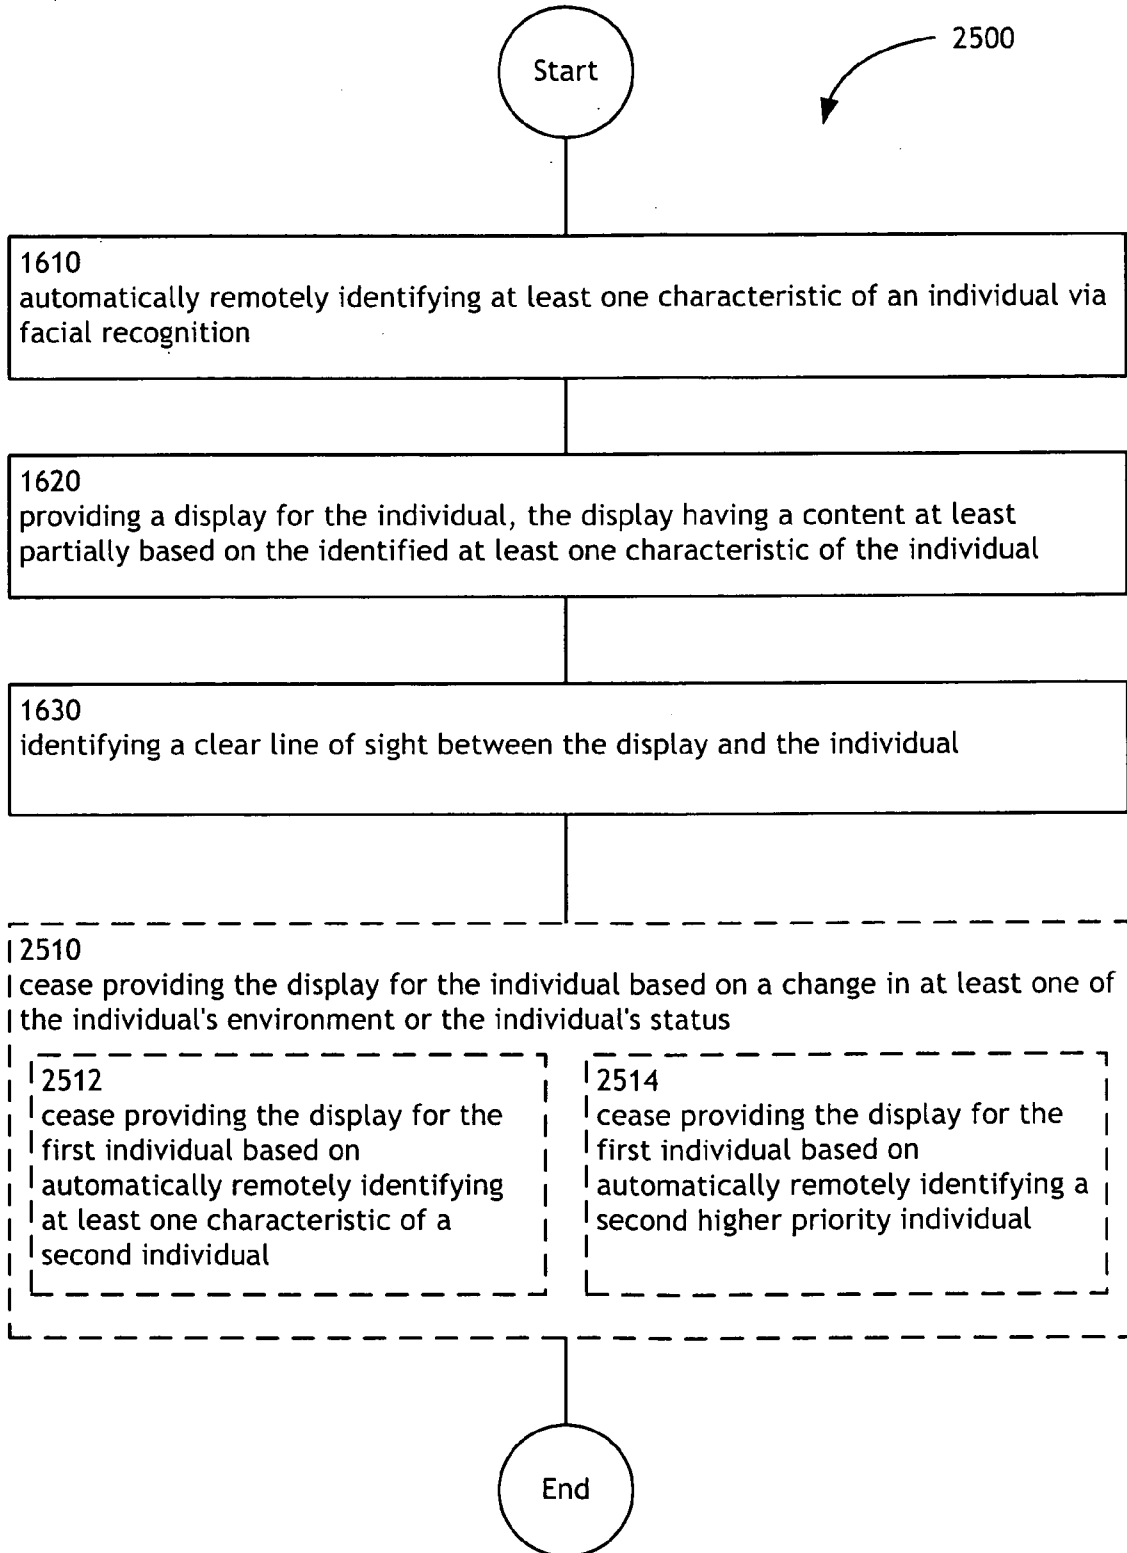 Start
2500
1610
automatically remotely identifying at least one characteristic of an individual via
facial recognition
1620
providing a display for the individual, the display having a content at least
partially based on the identified at least one characteristic of the individual
1630
identifying a clear line of sight between the display and the individual
2510
cease providing the display for the individual based on a change in at least one of
the individual's environment or the individual's status
2512
cease providing the display for the
first individual based on
automatically remotely identifying
at least one characteristic of a
second individual
2514
cease providing the display for the
first individual based on
automatically remotely identifying a
second higher priority individual
End